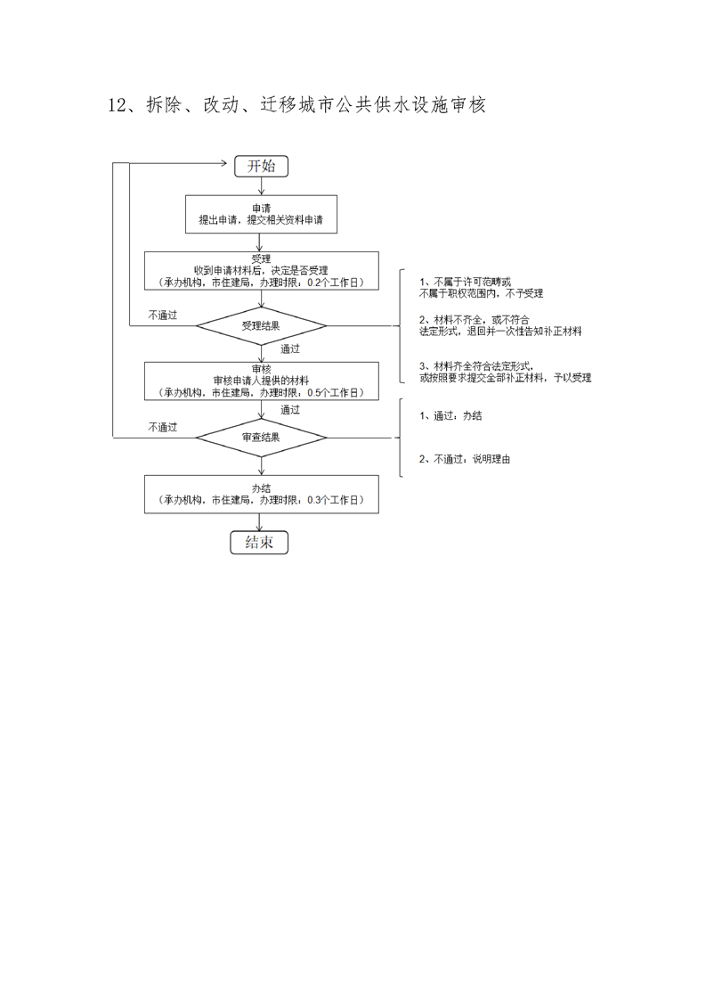 12、拆除、改动、迁移城市公共供水设施审核
开始
申请
提出申请，提交相关资料申请
受理
收到申请材料后，决定是否受理
（承办机构，市住建局，办理时限：0.2个工作日）
1、不属于许可范畴或
不属于职权范围内，不予受理
不通过
受理结果
2、材料不齐全，或不符合
法定形式，退回并一次性告知补正材料
通过
3、材料齐全符合法定形式，
或按照要求提交全部补正材料，予以受理
审核
审核申请人提供的材料
（承办机构，市住建局，办理时限：0.5个工作日）
通过
1、通过：办结
不通过
审查结果
2、不通过：说明理由
办结
（承办机构，市住建局，办理时限：0.3个工作日）
结束